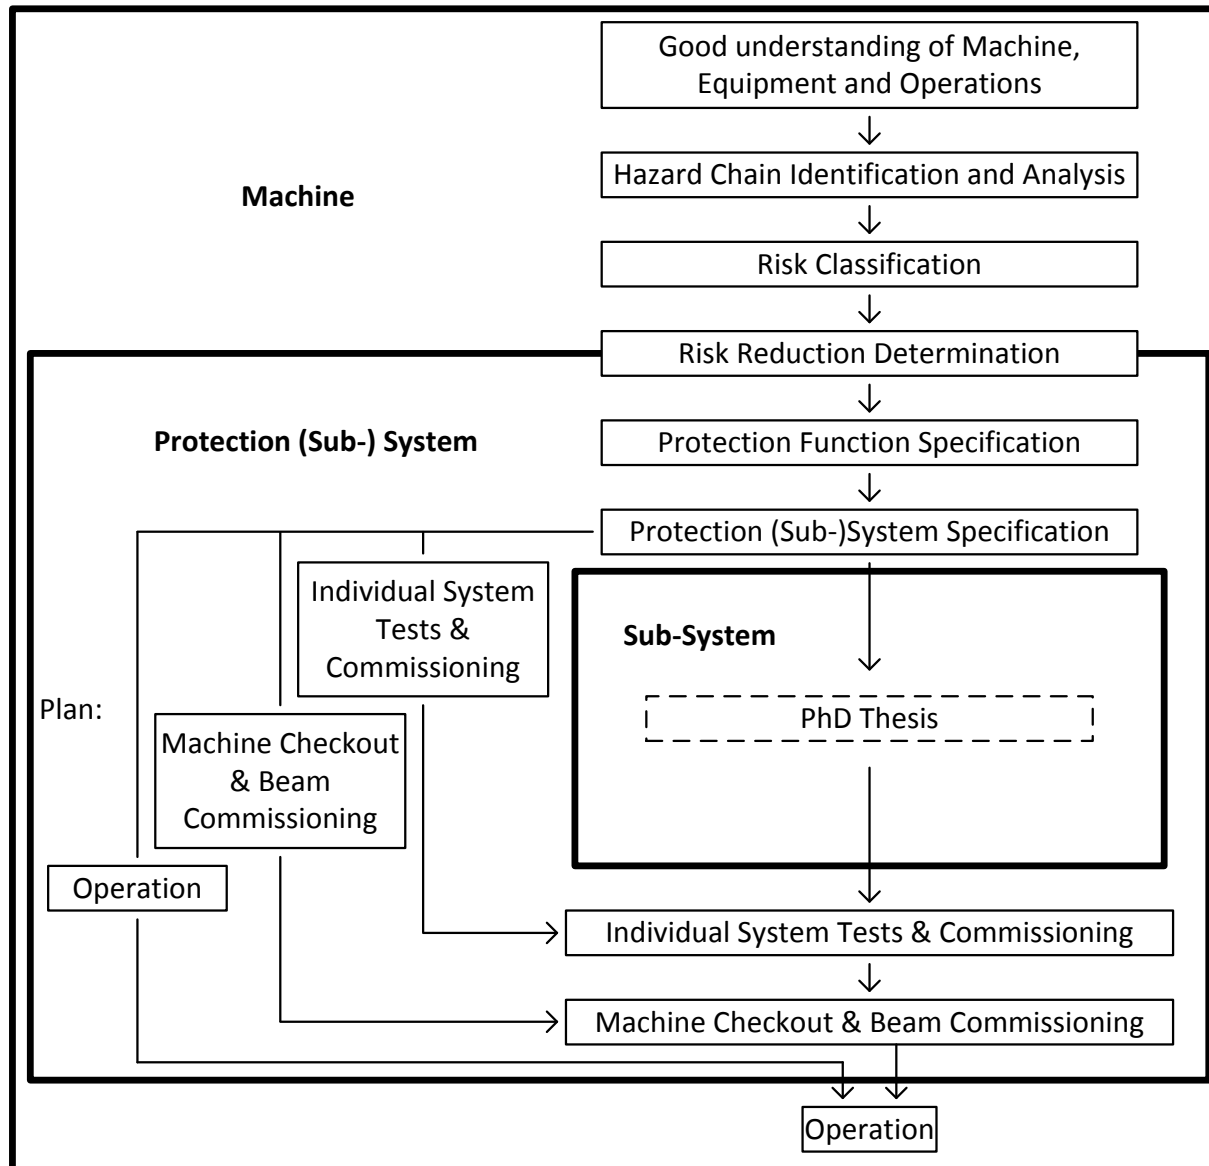 Good understanding of Machine,
Equipment and Operations
Hazard Chain Identification and Analysis
Machine
Risk Classification
Risk Reduction Determination
Protection (Sub-) System
Protection Function Specification
Protection (Sub-)System Specification
Individual System
Tests &
Commissioning
Sub-System
Plan:
PhD Thesis
Machine Checkout
& Beam
Commissioning
Operation
Individual System Tests & Commissioning
Machine Checkout & Beam Commissioning
Operation